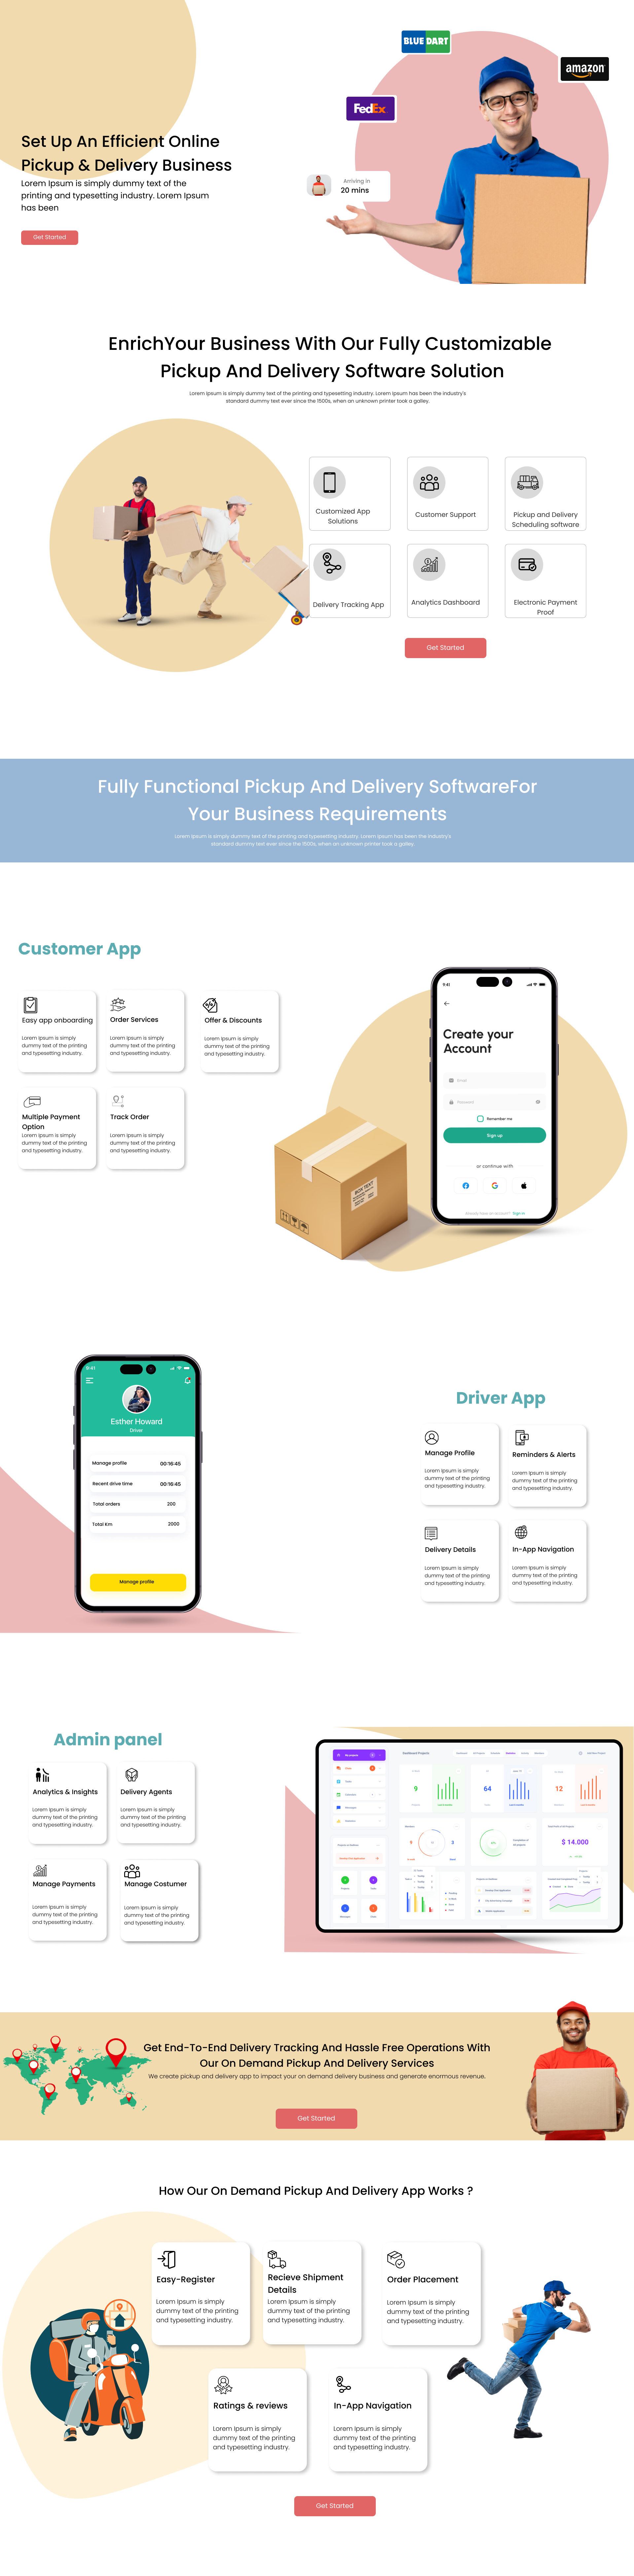 BLUE DART
amazon
FedEx
Set Up An Efficient Online
Pickup & Delivery Business
Lorem Ipsum is simply dummy text of the
printing and typesetting industry. Lorem Ipsum
has been
Arriving in
20 mins
Get Started
EnrichYour Business With Our Fully Customizable
Pickup And Delivery Software Solution
Lorem Ipsum is simply dummy text of the printing and typesetting industry. Lorem Ipsum has been the industry's
standard dummy text ever since the 1500s, when an unknown printer took a galley.
Customized App
Solutions
Customer Support
Pickup and Delivery
Scheduling software
Delivery Tracking App
Analytics Dashboard
Electronic Payment
Proof
Get Started
Fully Functional Pickup And Delivery SoftwareFor
Your Business Requirements
Lorem Ipsum is simply dummy text of the printing and typesetting industry. Lorem Ipsum has been the industry's
standard dummy text ever since the 1500s, when an unknown printer took a galley.
Customer App
Easy app onboarding
Lorem Ipsum is simply
dummy text of the printing
and typesetting industry.
Order Services
Lorem Ipsum is simply
dummy text of the printing
and typesetting industry.
Offer & Discounts
Lorem Ipsum is simply
dummy text of the printing
and typesetting industry.
Multiple Payment
Option
Lorem Ipsum is simply
dummy text of the printing
and typesetting industry.
Track Order
Lorem Ipsum is simply
dummy text of the printing
and typesetting industry.
9:41
Create your
Account
Email
Password
Remember me
Sign up
or continue with
Already have an account? Sign in
BOX TEXT
9:41
Esther Howard
Driver
Manage profile 00:16:45
Recent drive time 00:16:45
Total orders 200
Total Km 2000
Manage profile
Driver App
Manage Profile
Lorem Ipsum is simply
dummy text of the printing
and typesetting industry.
Reminders & Alerts
Lorem Ipsum is simply
dummy text of the printing
and typesetting industry.
Delivery Details
Lorem Ipsum is simply
dummy text of the printing
and typesetting industry.
In-App Navigation
Lorem Ipsum is simply
dummy text of the printing
and typesetting industry.
Admin panel
Analytics & Insights
Lorem Ipsum is simply
dummy text of the printing
and typesetting industry.
Delivery Agents
Lorem Ipsum is simply
dummy text of the printing
and typesetting industry.
Manage Payments
Lorem Ipsum is simply
dummy text of the printing
and typesetting industry.
Manage Costumer
Lorem Ipsum is simply
dummy text of the printing
and typesetting industry.
9
64
12
$ 14.000
Get End-To-End Delivery Tracking And Hassle Free Operations With
Our On Demand Pickup And Delivery Services
We create pickup and delivery app to impact your on demand delivery business and generate enormous revenue.
Get Started
How Our On Demand Pickup And Delivery App Works ?
Easy-Register
Lorem Ipsum is simply
dummy text of the printing
and typesetting industry.
Recieve Shipment
Details
Lorem Ipsum is simply
dummy text of the printing
and typesetting industry.
Order Placement
Lorem Ipsum is simply
dummy text of the printing
and typesetting industry.
Ratings & reviews
Lorem Ipsum is simply
dummy text of the printing
and typesetting industry.
In-App Navigation
Lorem Ipsum is simply
dummy text of the printing
and typesetting industry.
Get Started